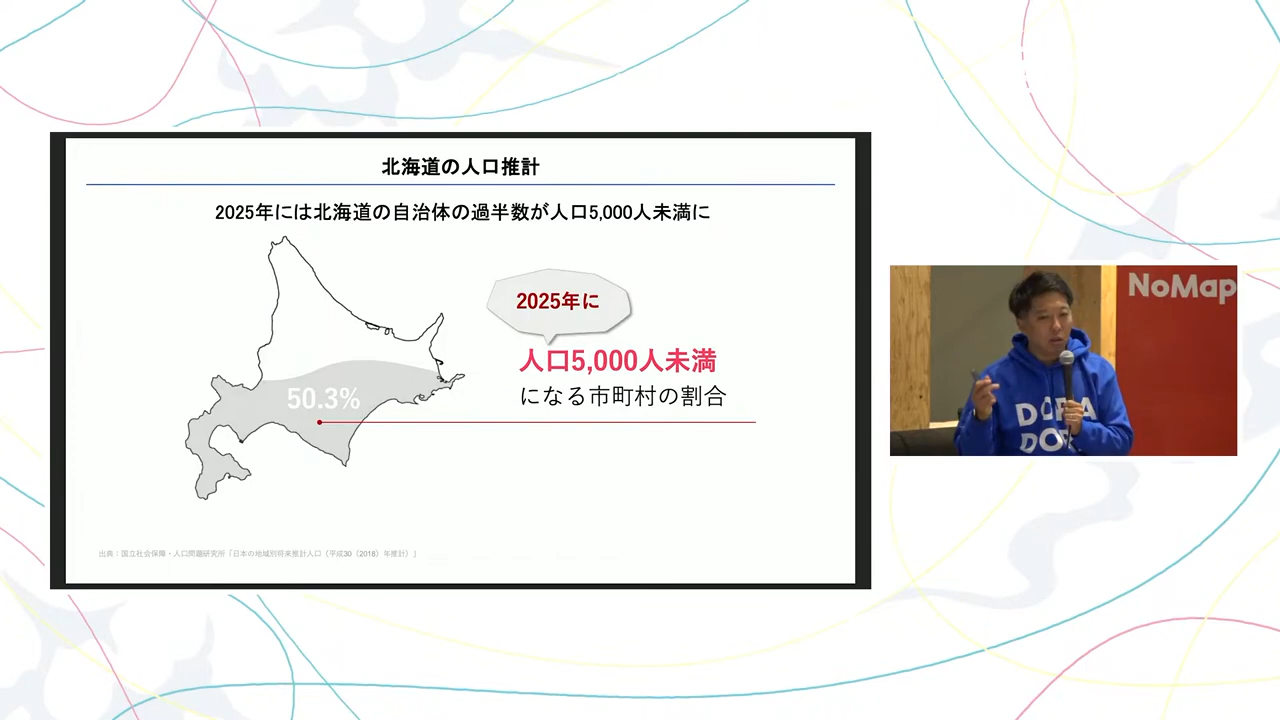 北海道の人口推計
2025年には北海道の自治体の過半数が人口5,000人未満に
2025年に
人口5,000人未満
になる市町村の割合
50.3%
出典：国立社会保障・人口問題研究所「日本の地域別将来推計人口（平成30（2018）年推計）」
NoMap
DO
A
DO